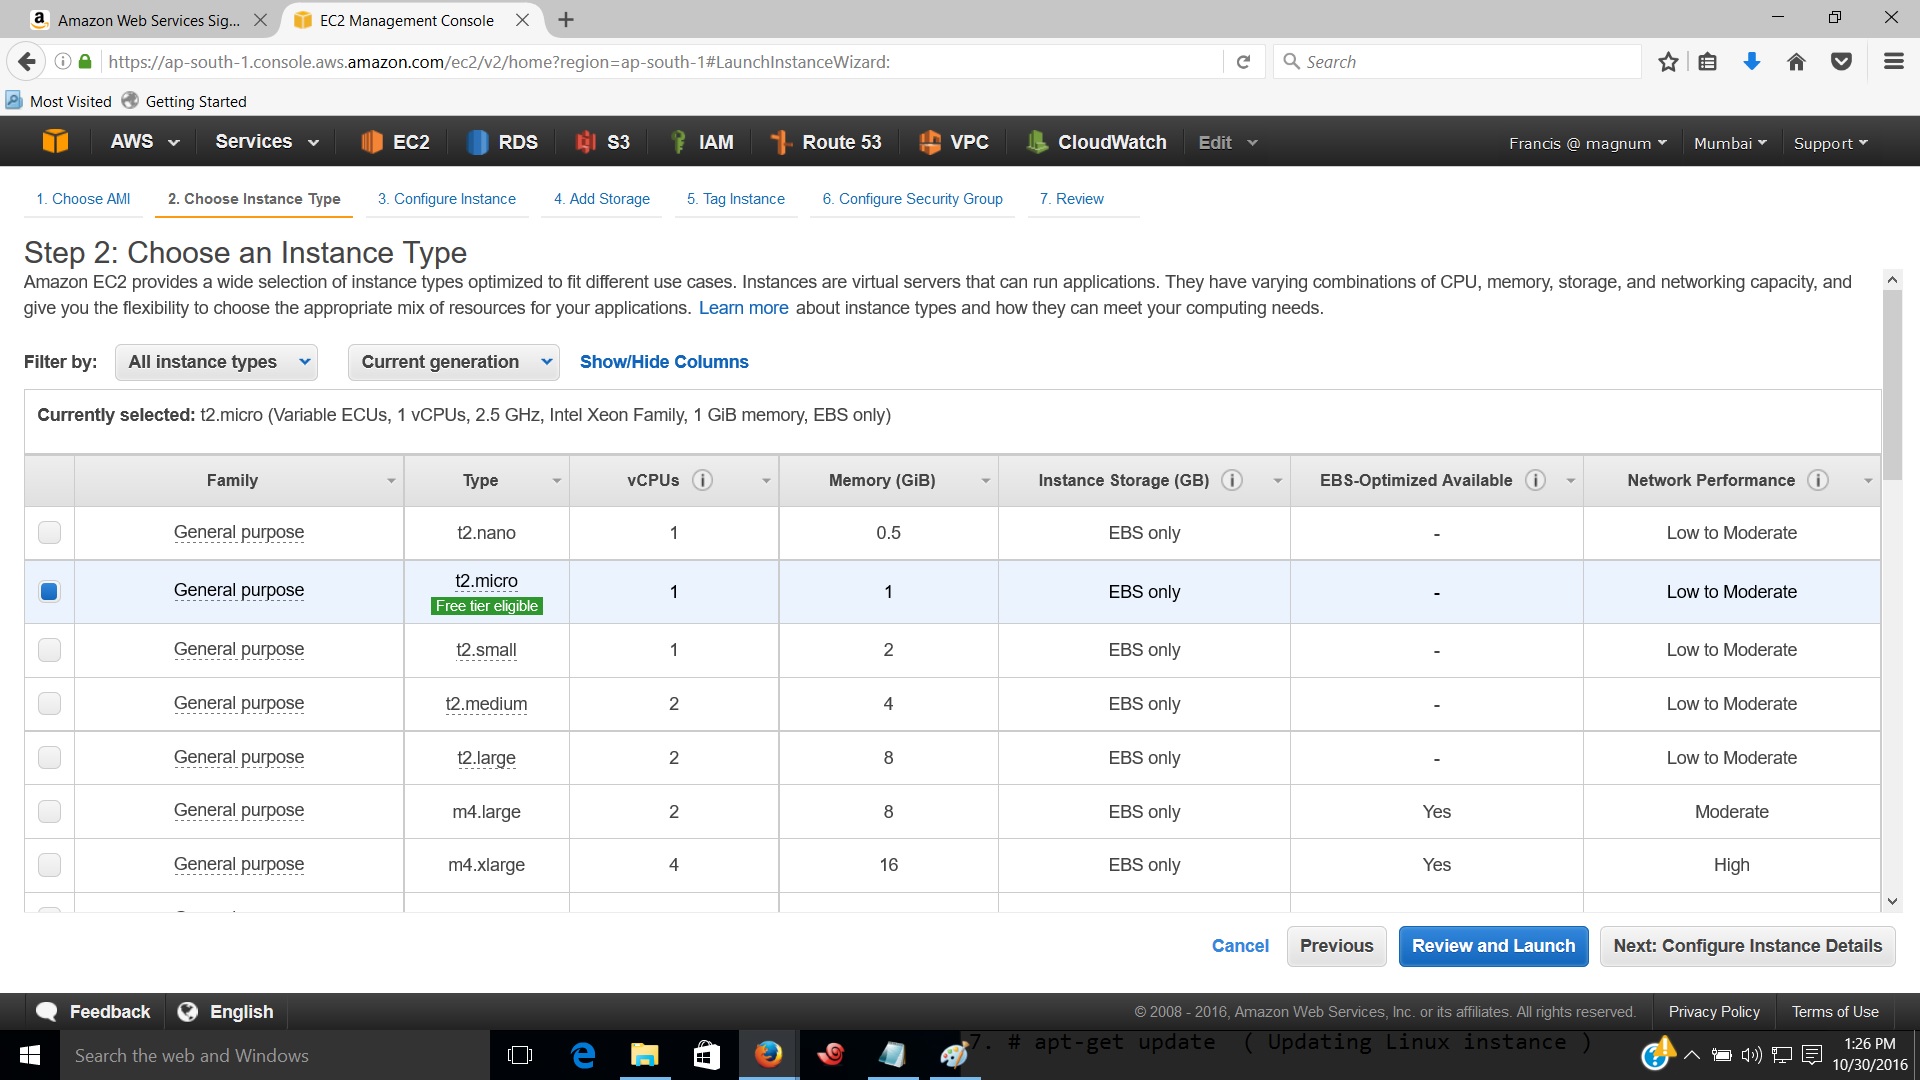 Amazon Web Services Sig...
EC2 Management Console
https://ap-south-1.console.aws.amazon.com/ec2/v2/home?region=ap-south-1#LaunchInstanceWizard:
Search
Most Visited
Getting Started
AWS
Services
EC2
RDS
S3
IAM
Route 53
VPC
CloudWatch
Edit
Francis @ magnum
Mumbai
Support
1. Choose AMI
2. Choose Instance Type
3. Configure Instance
4. Add Storage
5. Tag Instance
6. Configure Security Group
7. Review
Step 2: Choose an Instance Type
Amazon EC2 provides a wide selection of instance types optimized to fit different use cases. Instances are virtual servers that can run applications. They have varying combinations of CPU, memory, storage, and networking capacity, and
give you the flexibility to choose the appropriate mix of resources for your applications. Learn more about instance types and how they can meet your computing needs.
Filter by: All instance types Current generation Show/Hide Columns
Currently selected: t2.micro (Variable ECUs, 1 vCPUs, 2.5 GHz, Intel Xeon Family, 1 GiB memory, EBS only)
Family Type vCPUs Memory (GiB) Instance Storage (GB) EBS-Optimized Available Network Performance
General purpose t2.nano 1 0.5 EBS only - Low to Moderate
General purpose t2.micro 1 1 EBS only - Low to Moderate
Free tier eligible
General purpose t2.small 1 2 EBS only - Low to Moderate
General purpose t2.medium 2 4 EBS only - Low to Moderate
General purpose t2.large 2 8 EBS only - Low to Moderate
General purpose m4.large 2 8 EBS only Yes Moderate
General purpose m4.xlarge 4 16 EBS only Yes High
Cancel Previous Review and Launch Next: Configure Instance Details
Feedback English © 2008 - 2016, Amazon Web Services, Inc. or its affiliates. All rights reserved. Privacy Policy Terms of Use
Search the web and Windows
7. # apt-get update ( Updating Linux instance )
1:26 PM
10/30/2016